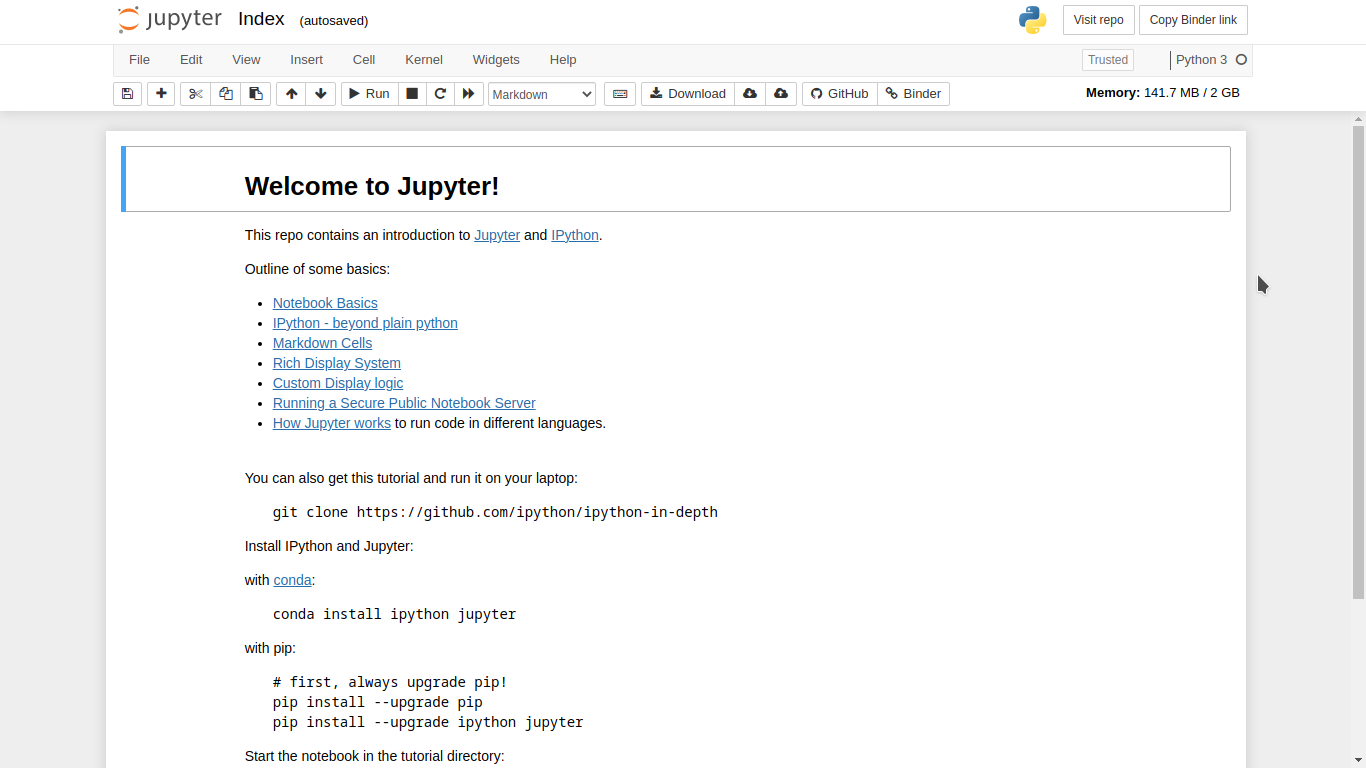 jupyter Index (autosaved) Visit repo Copy Binder link
File Edit View Insert Cell Kernel Widgets Help Trusted Python 3
Run Markdown Download GitHub Binder Memory: 141.7 MB / 2 GB
Welcome to Jupyter!
This repo contains an introduction to Jupyter and IPython.
Outline of some basics:
• Notebook Basics
• IPython - beyond plain python
• Markdown Cells
• Rich Display System
• Custom Display logic
• Running a Secure Public Notebook Server
• How Jupyter works to run code in different languages.
You can also get this tutorial and run it on your laptop:
git clone https://github.com/ipython/ipython-in-depth
Install IPython and Jupyter:
with conda:
conda install ipython jupyter
with pip:
# first, always upgrade pip!
pip install --upgrade pip
pip install --upgrade ipython jupyter
Start the notebook in the tutorial directory: